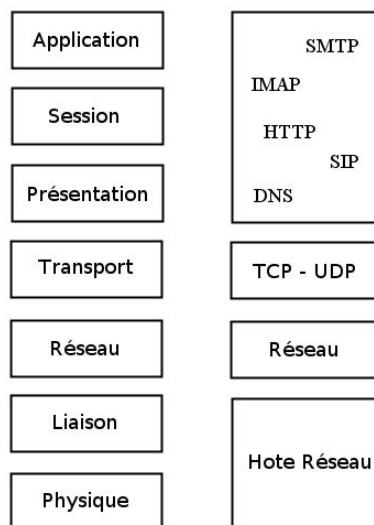 Application
Session
Présentation
Transport
Réseau
Liaison
Physique
SMTP
IMAP
HTTP
SIP
DNS
TCP - UDP
Réseau
Hote Réseau